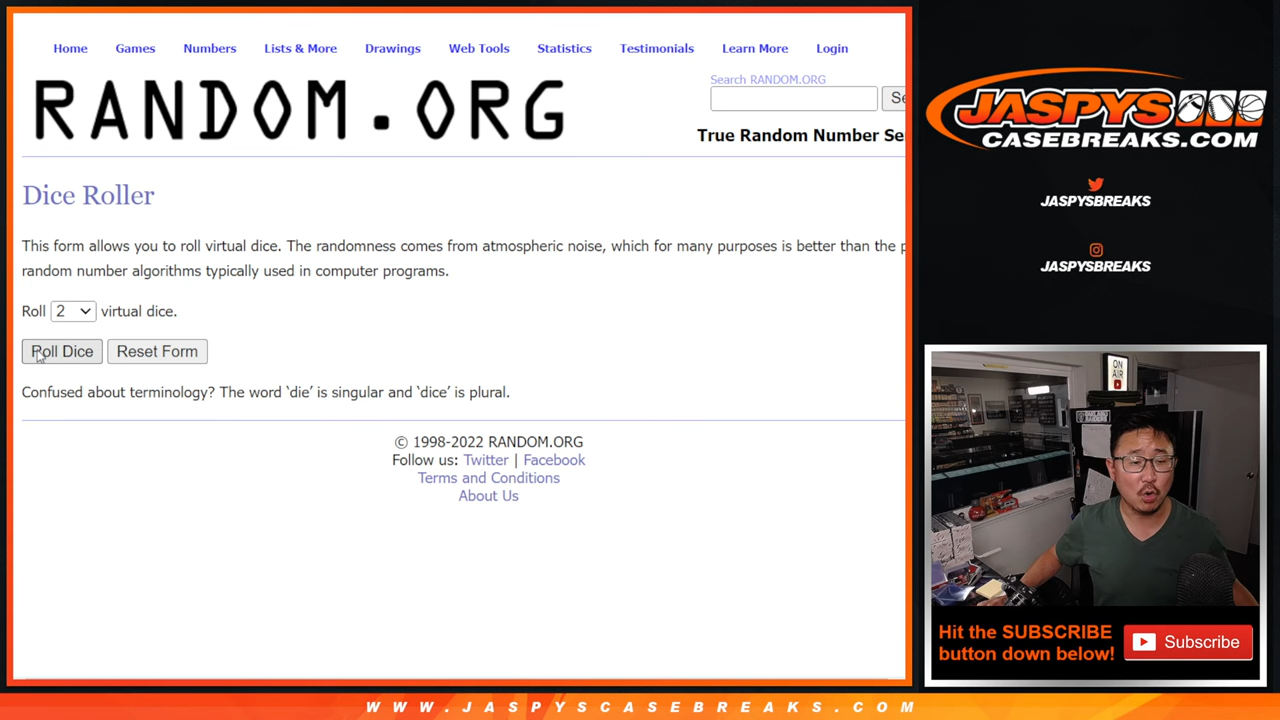 Home Games Numbers Lists & More Drawings Web Tools Statistics Testimonials Learn More Login
RANDOM.ORG
Search RANDOM.ORG
Se
True Random Number Se
Dice Roller
This form allows you to roll virtual dice. The randomness comes from atmospheric noise, which for many purposes is better than the p
random number algorithms typically used in computer programs.
Roll 2 virtual dice.
Roll Dice Reset Form
Confused about terminology? The word ‘die’ is singular and ‘dice’ is plural.
© 1998-2022 RANDOM.ORG
Follow us: Twitter | Facebook
Terms and Conditions
About Us
JASPYS
CASEBREAKS.COM
JASPYSBREAKS
JASPYSBREAKS
ON
AIR
Hit the SUBSCRIBE
button down below!
Subscribe
WWW.JASPYSCASEBREAKS.COM